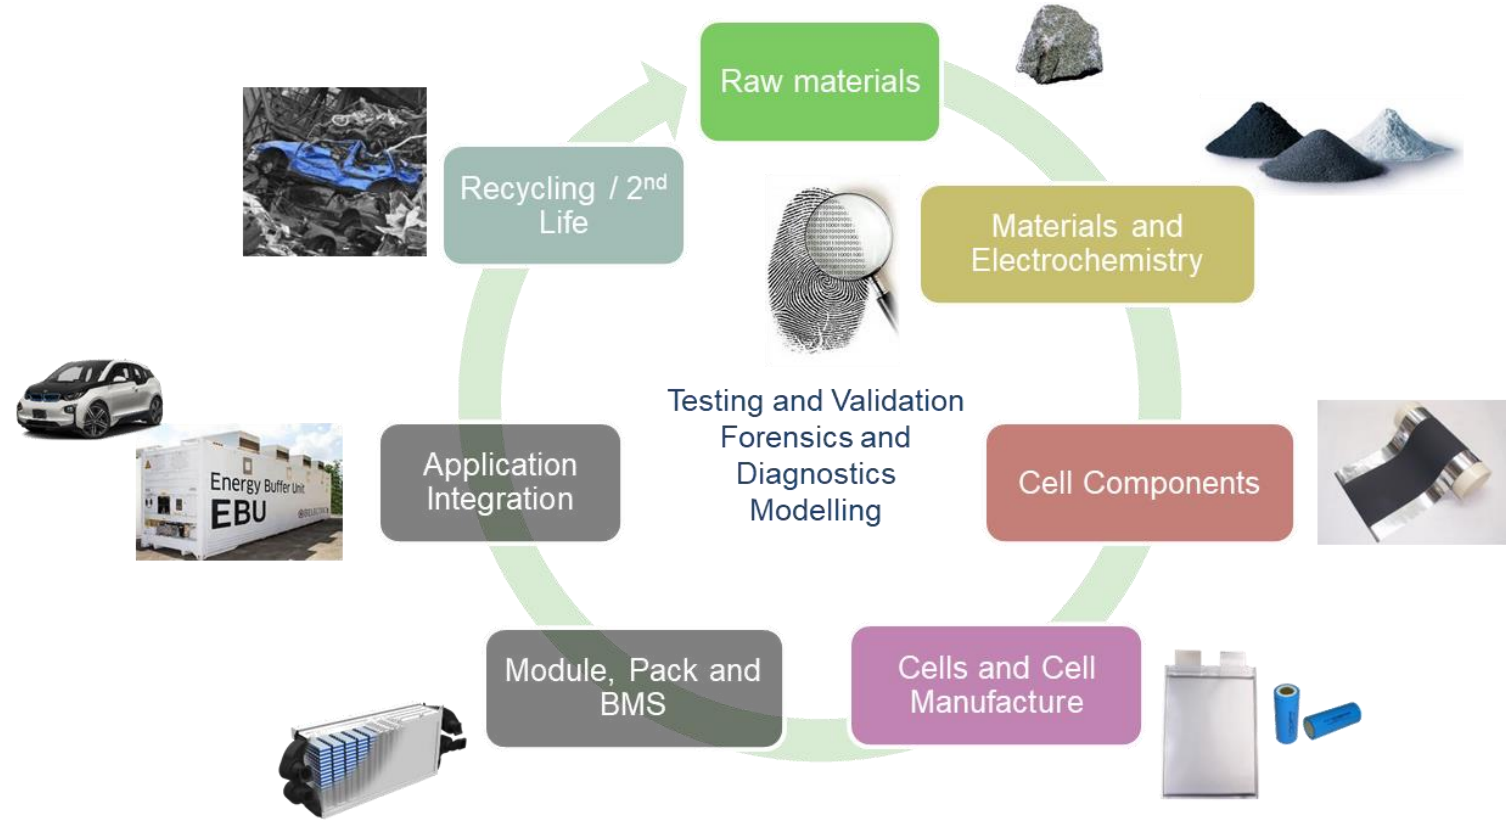 Raw materials
Materials and
Electrochemistry
Cell Components
Cells and Cell
Manufacture
Module, Pack and
BMS
Application
Integration
Recycling / 2nd
Life
Testing and Validation
Forensics and
Diagnostics
Modelling
Energy Buffer Unit
EBU